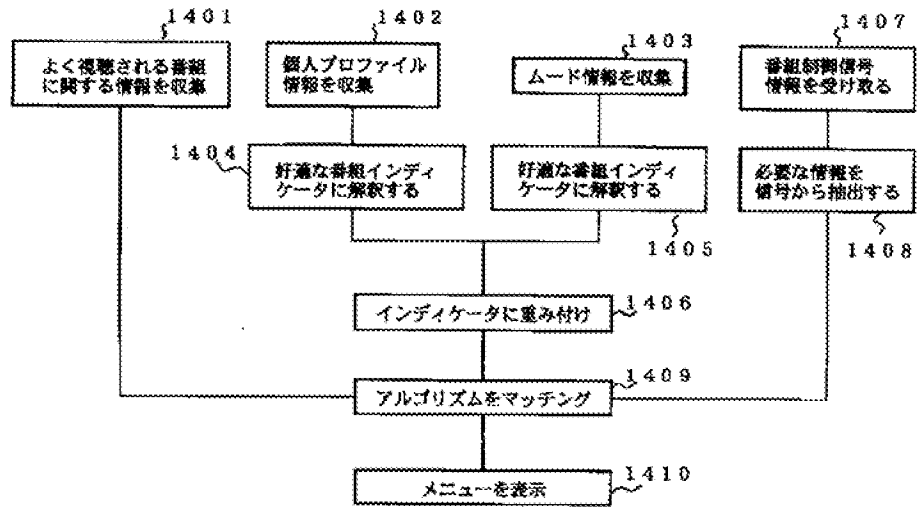 1401
よく視聴される番組
に関する情報を収集
1402
個人プロファイル
情報を収集
1403
ムード情報を収集
1407
番組制御信号
情報を受け取る
1404
好適な番組インディ
ケータに解釈する
好適な番組インディ
ケータに解釈する
1405
必要な情報を
信号から抽出する
1408
インディケータに重み付け
1406
アルゴリズムをマッチング
1409
メニューを表示
1410